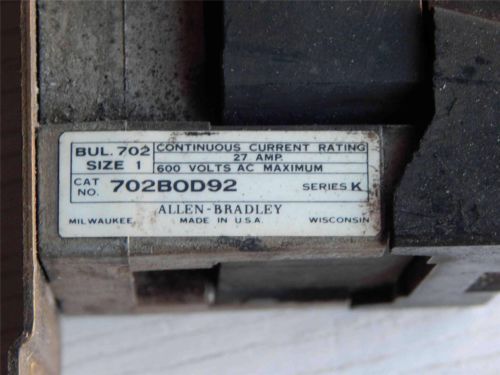 BUL. 702 CONTINUOUS CURRENT RATING
27 AMP.
SIZE 1 600 VOLTS AC MAXIMUM
CAT NO. 702BOD92 SERIES K
ALLEN-BRADLEY
MILWAUKEE MADE IN U.S.A. WISCONSIN